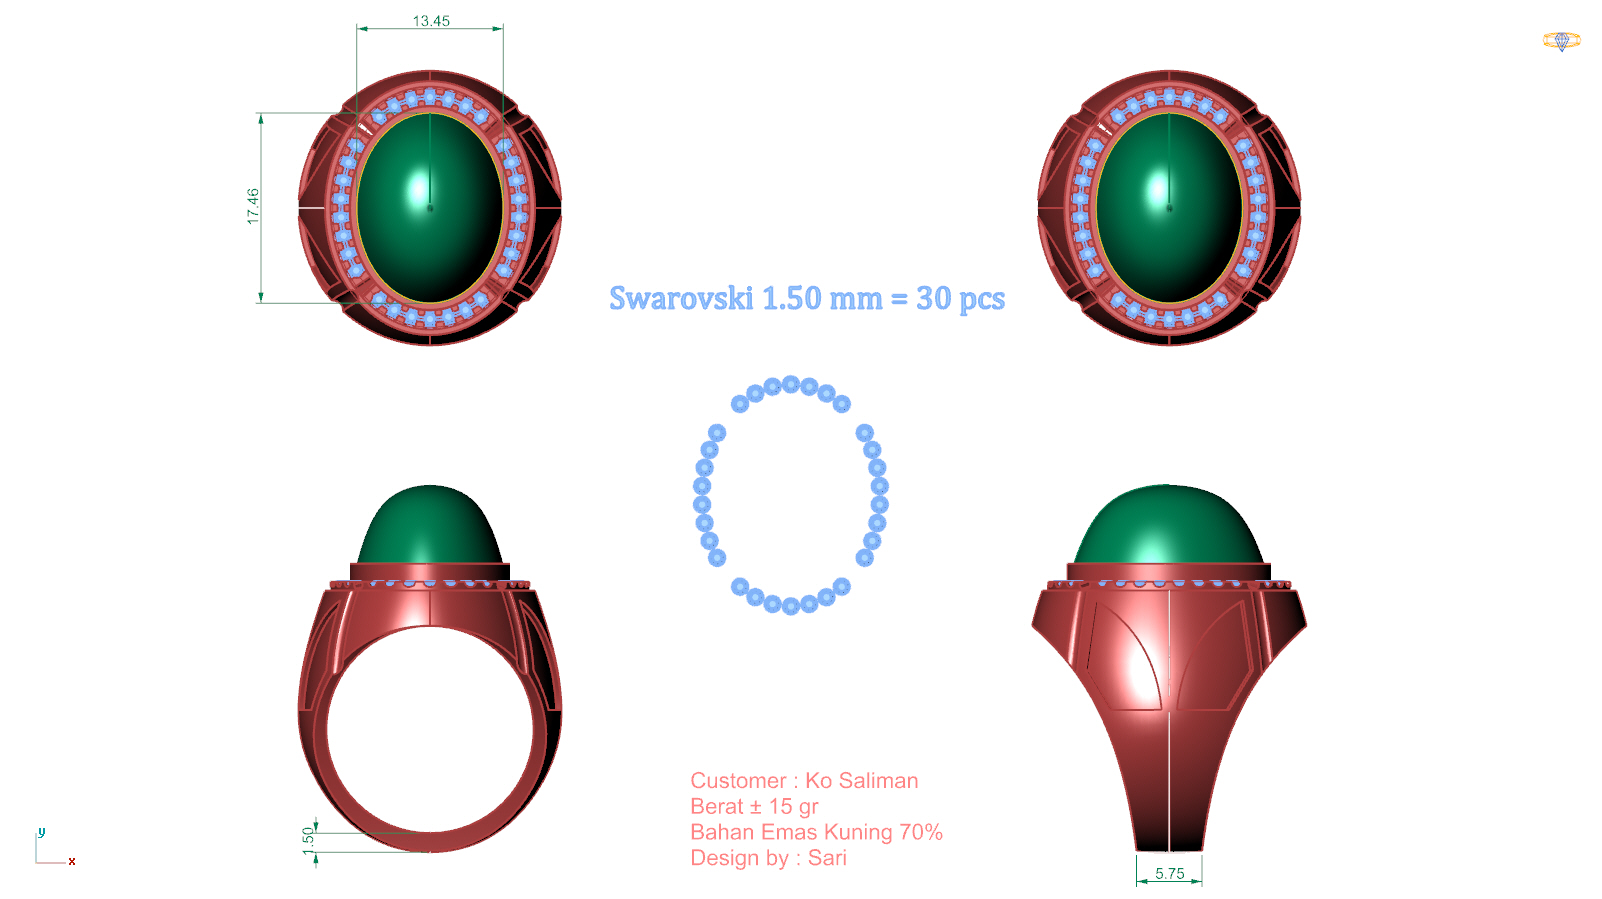 13.45
17.46
Swarovski 1.50 mm = 30 pcs
Customer : Ko Saliman
Berat ± 15 gr
Bahan Emas Kuning 70%
Design by : Sari
1.50
5.75
y
x